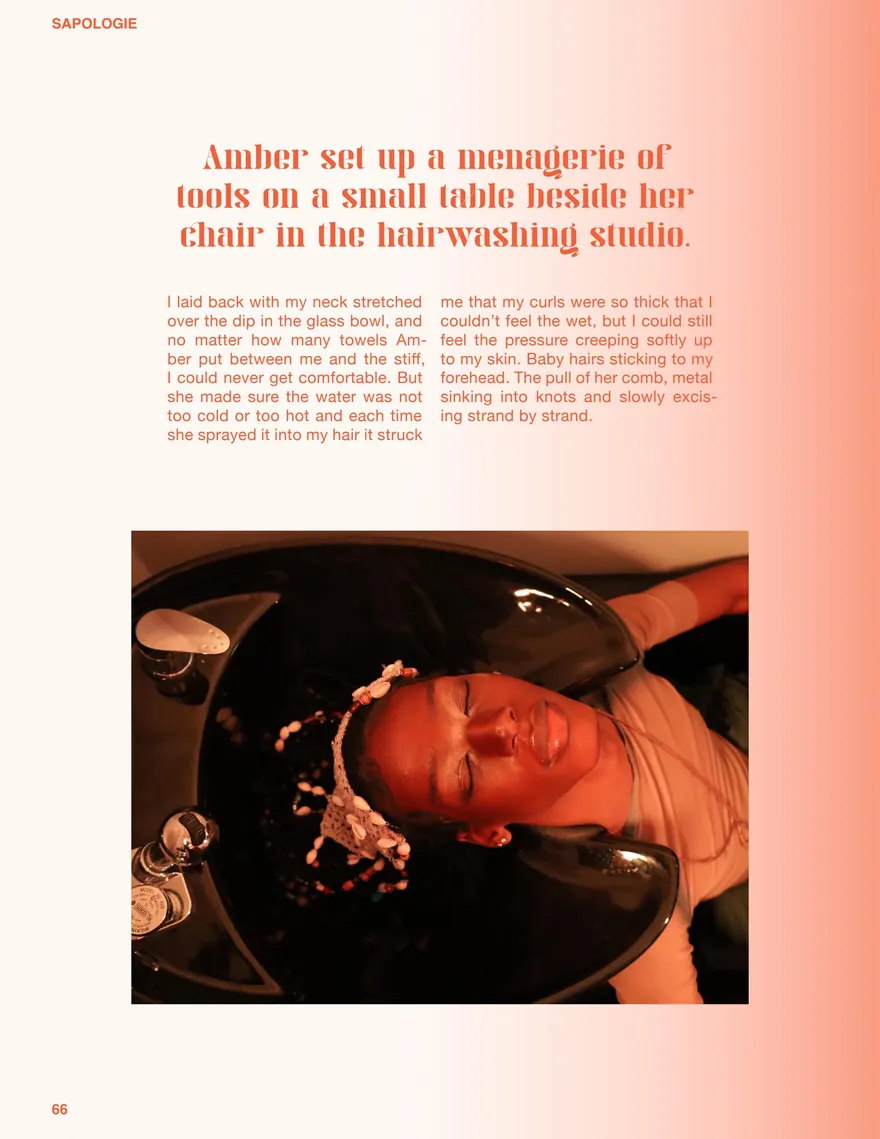 SAPOLOGIE
Amber set up a menagerie of
tools on a small table beside her
chair in the hairwashing studio.
I laid back with my neck stretched
over the dip in the glass bowl, and
no matter how many towels Am-
ber put between me and the stiff,
I could never get comfortable. But
she made sure the water was not
too cold or too hot and each time
she sprayed it into my hair it struck
me that my curls were so thick that I
couldn’t feel the wet, but I could still
feel the pressure creeping softly up
to my skin. Baby hairs sticking to my
forehead. The pull of her comb, metal
sinking into knots and slowly excis-
ing strand by strand.
66